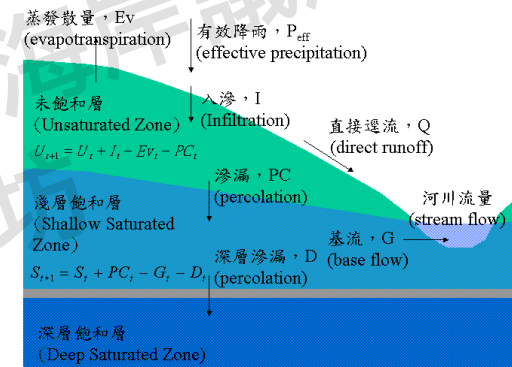 蒸發散量，Ev
(evapotranspiration)
有效降雨，Peff
(effective precipitation)
入滲，I
(Infiltration)
未飽和層
(Unsaturated Zone)
Ut+1 = Ut + It − Evt − PCt
直接逕流，Q
(direct runoff)
滲漏，PC
(percolation)
河川流量
(stream flow)
淺層飽和層
(Shallow Saturated
Zone)
基流，G
(base flow)
深層滲漏，D
(percolation)
St+1 = St + PCt − Gt − Dt
深層飽和層
(Deep Saturated Zone)
海岸
坊